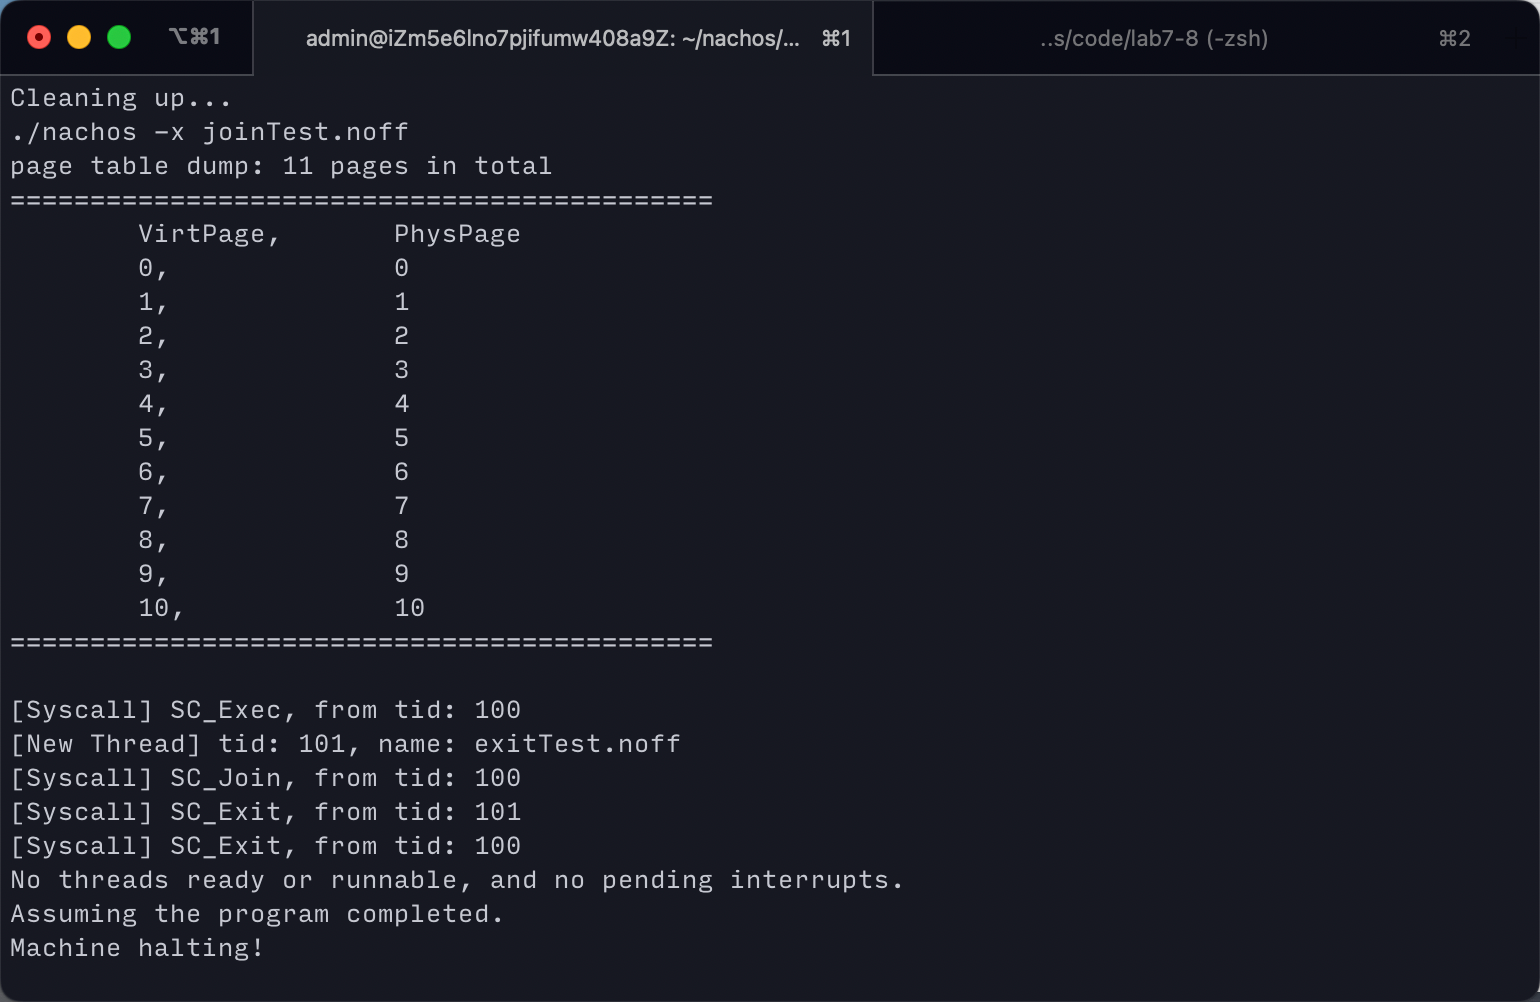 ⌥⌘1 admin@iZm5e6lno7pjifumw408a9Z: ~/nachos/... ⌘1 ..s/code/lab7-8 (-zsh) ⌘2
Cleaning up...
./nachos -x joinTest.noff
page table dump: 11 pages in total
============================================
VirtPage, PhysPage
0, 0
1, 1
2, 2
3, 3
4, 4
5, 5
6, 6
7, 7
8, 8
9, 9
10, 10
============================================
[Syscall] SC_Exec, from tid: 100
[New Thread] tid: 101, name: exitTest.noff
[Syscall] SC_Join, from tid: 100
[Syscall] SC_Exit, from tid: 101
[Syscall] SC_Exit, from tid: 100
No threads ready or runnable, and no pending interrupts.
Assuming the program completed.
Machine halting!